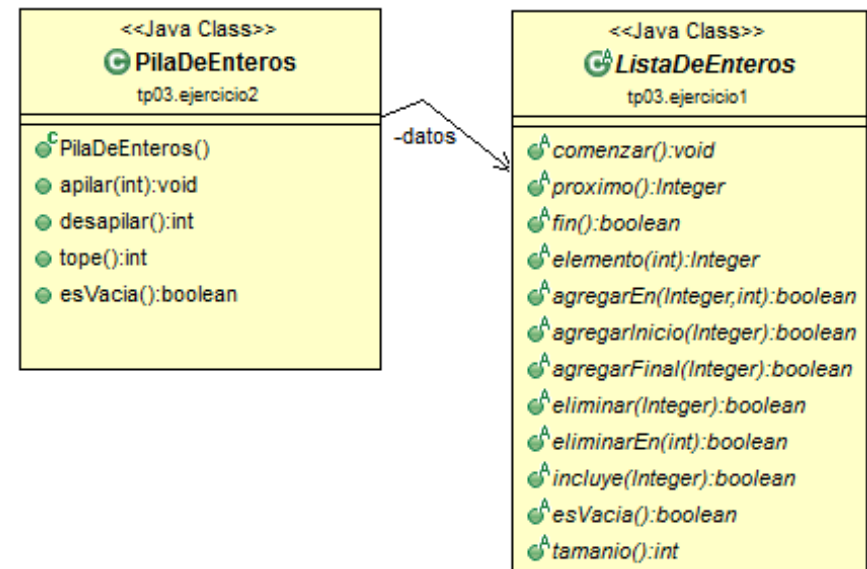 <<Java Class>>
PilaDeEnteros
tp03.ejercicio2
PilaDeEnteros()
apilar(int):void
desapilar():int
tope():int
esVacia():boolean
-datos
<<Java Class>>
ListaDeEnteros
tp03.ejercicio1
comenzar():void
proximo():Integer
fin():boolean
elemento(int):Integer
agregarEn(Integer,int):boolean
agregarInicio(Integer):boolean
agregarFinal(Integer):boolean
eliminar(Integer):boolean
eliminarEn(int):boolean
incluye(Integer):boolean
esVacia():boolean
tamanio():int